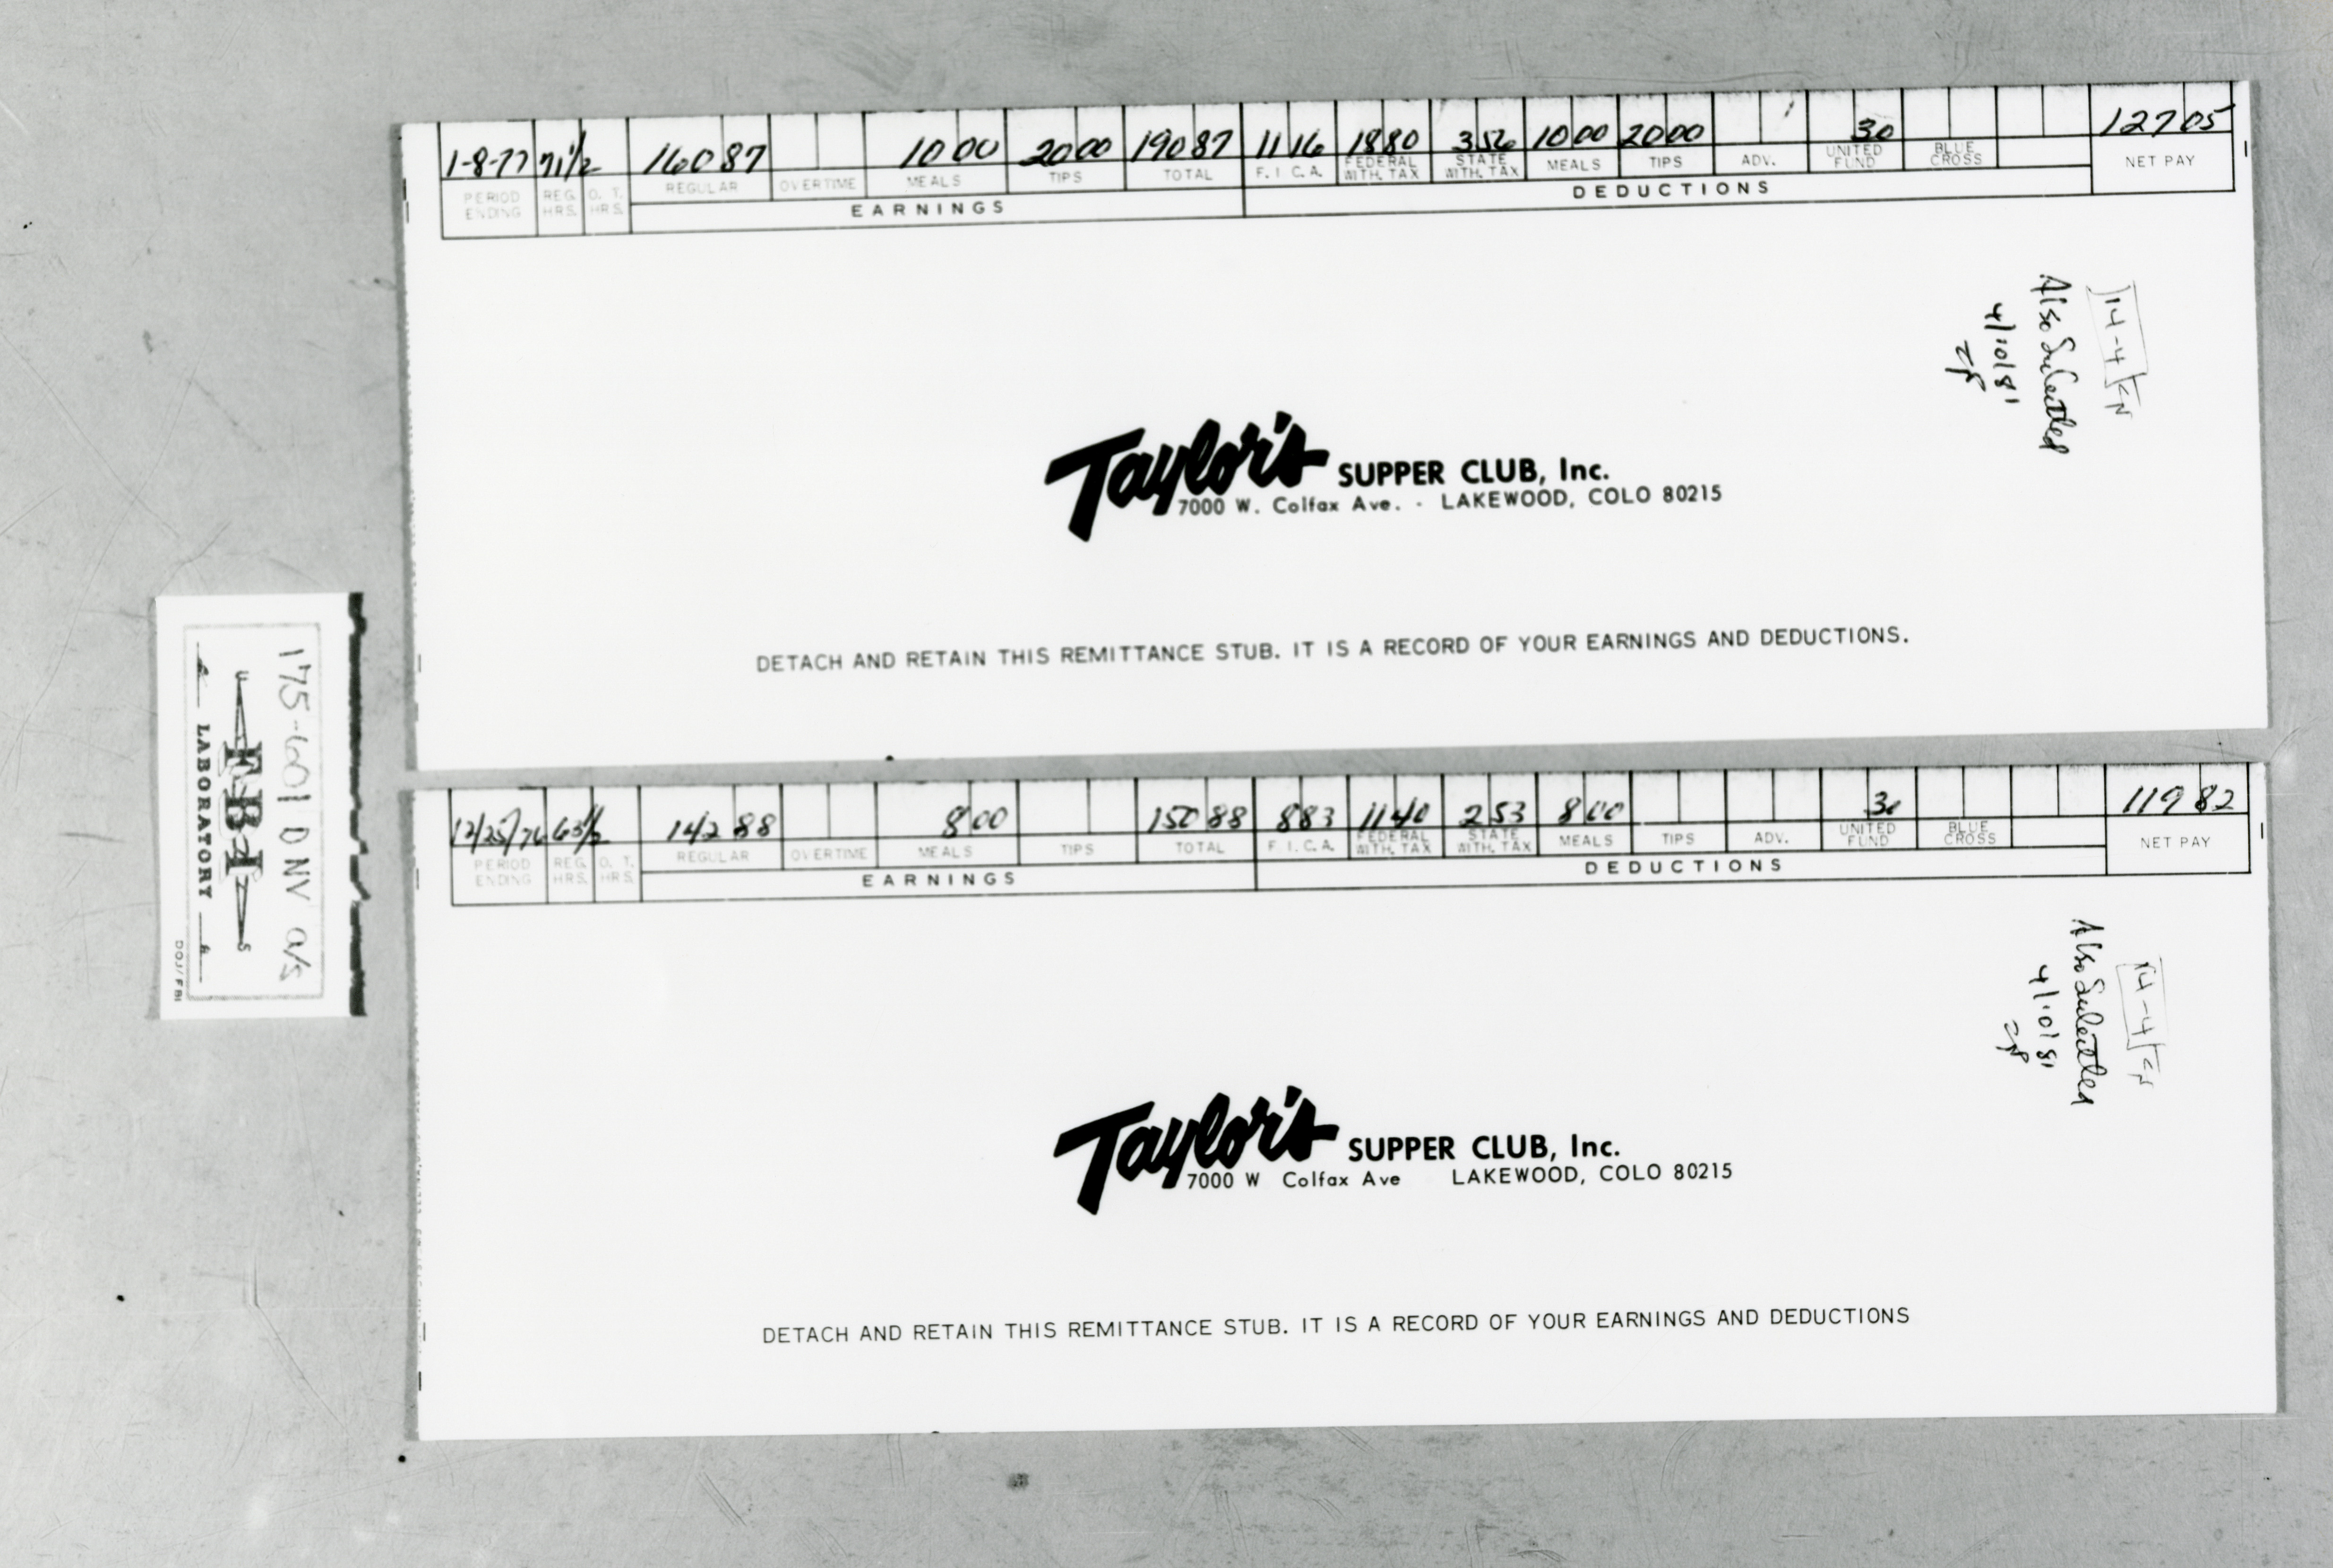 1-8-77 71 1/2 160 87 10 00 20 00 190 87 11 16 18 80 3 56 10 00 20 00 30 127 05
PERIOD ENDING REG. HRS. O. T. HRS. REGULAR OVERTIME MEALS TIPS TOTAL F. I. C. A. FEDERAL WITH. TAX STATE WITH. TAX MEALS TIPS ADV. UNITED FUND BLUE CROSS NET PAY
EARNINGS DEDUCTIONS
14-4
Also Submitted
4/10/81
Taylor's SUPPER CLUB, Inc.
7000 W. Colfax Ave. - LAKEWOOD, COLO 80215
DETACH AND RETAIN THIS REMITTANCE STUB. IT IS A RECORD OF YOUR EARNINGS AND DEDUCTIONS.
175-601 DNV a/s
N FBI S
LABORATORY
DOJ/FBI
12/25/76 63 1/2 142 88 8 00 150 88 8 83 11 40 2 53 8 00 30 119 82
PERIOD ENDING REG. HRS. O. T. HRS. REGULAR OVERTIME MEALS TIPS TOTAL F. I. C. A. FEDERAL WITH. TAX STATE WITH. TAX MEALS TIPS ADV. UNITED FUND BLUE CROSS NET PAY
EARNINGS DEDUCTIONS
14-4
Also Submitted
4/10/81
Taylor's SUPPER CLUB, Inc.
7000 W Colfax Ave LAKEWOOD, COLO 80215
DETACH AND RETAIN THIS REMITTANCE STUB. IT IS A RECORD OF YOUR EARNINGS AND DEDUCTIONS